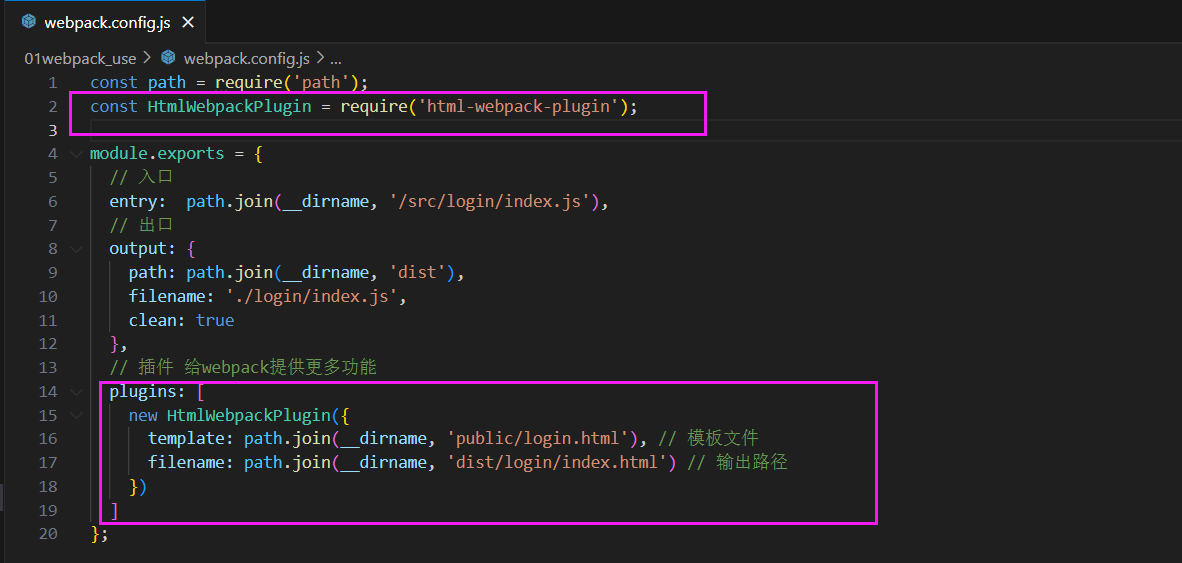 webpack.config.js
01webpack_use > webpack.config.js > ...
1 const path = require('path');
2 const HtmlWebpackPlugin = require('html-webpack-plugin');
3
4 module.exports = {
5   // 入口
6   entry:  path.join(__dirname, '/src/login/index.js'),
7   // 出口
8   output: {
9     path: path.join(__dirname, 'dist'),
10     filename: './login/index.js',
11     clean: true
12   },
13   // 插件 给webpack提供更多功能
14   plugins: [
15     new HtmlWebpackPlugin({
16       template: path.join(__dirname, 'public/login.html'), // 模板文件
17       filename: path.join(__dirname, 'dist/login/index.html') // 输出路径
18     })
19   ]
20 };